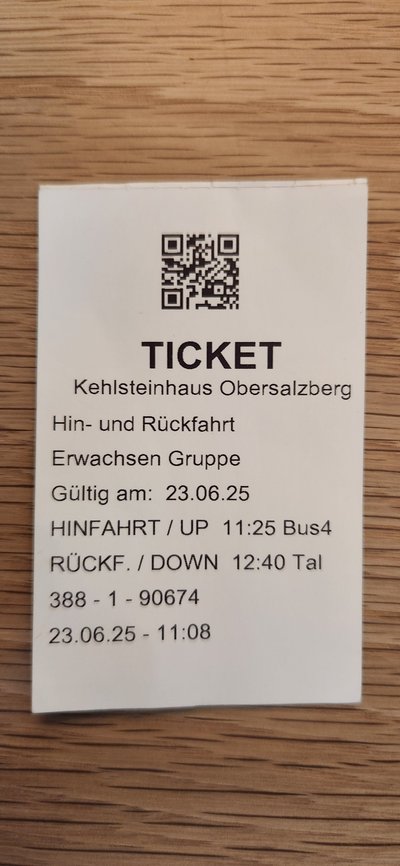 TICKET
Kehlsteinhaus Obersalzberg
Hin- und Rückfahrt
Erwachsen Gruppe
Gültig am: 23.06.25
HINFAHRT / UP 11:25 Bus4
RÜCKF. / DOWN 12:40 Tal
388 - 1 - 90674
23.06.25 - 11:08